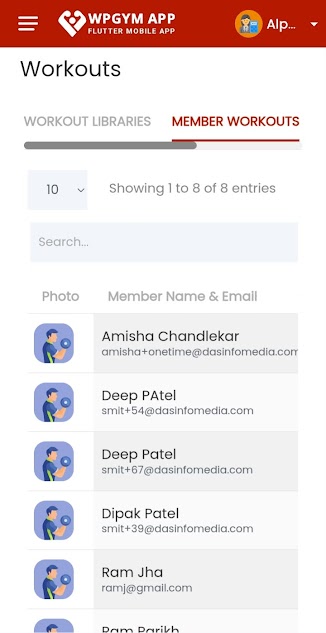 WPGYM APP
FLUTTER MOBILE APP
Alp...
Workouts
WORKOUT LIBRARIES
MEMBER WORKOUTS
10
Showing 1 to 8 of 8 entries
Search...
Photo
Member Name & Email
Amisha Chandlekar
amisha+onetime@dasinfomedia.com
Deep PAtel
smit+54@dasinfomedia.com
Deep Patel
smit+67@dasinfomedia.com
Dipak Patel
smit+39@dasinfomedia.com
Ram Jha
ramj@gmail.com
Ram Parikh